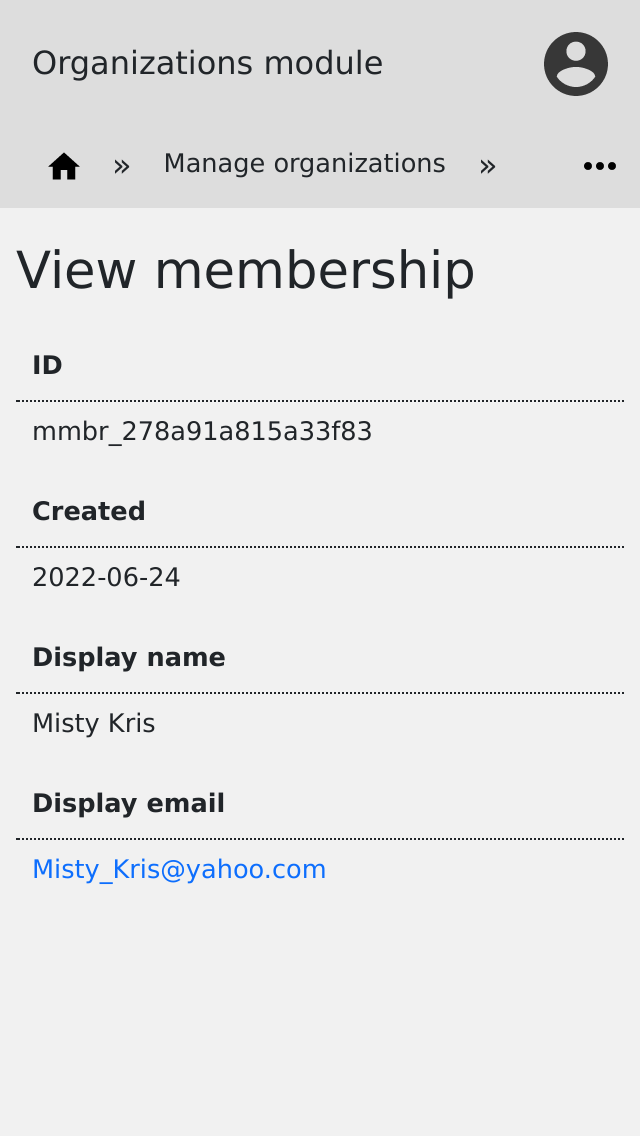 Organizations module
» Manage organizations »
View membership
ID
mmbr_278a91a815a33f83
Created
2022-06-24
Display name
Misty Kris
Display email
Misty_Kris@yahoo.com